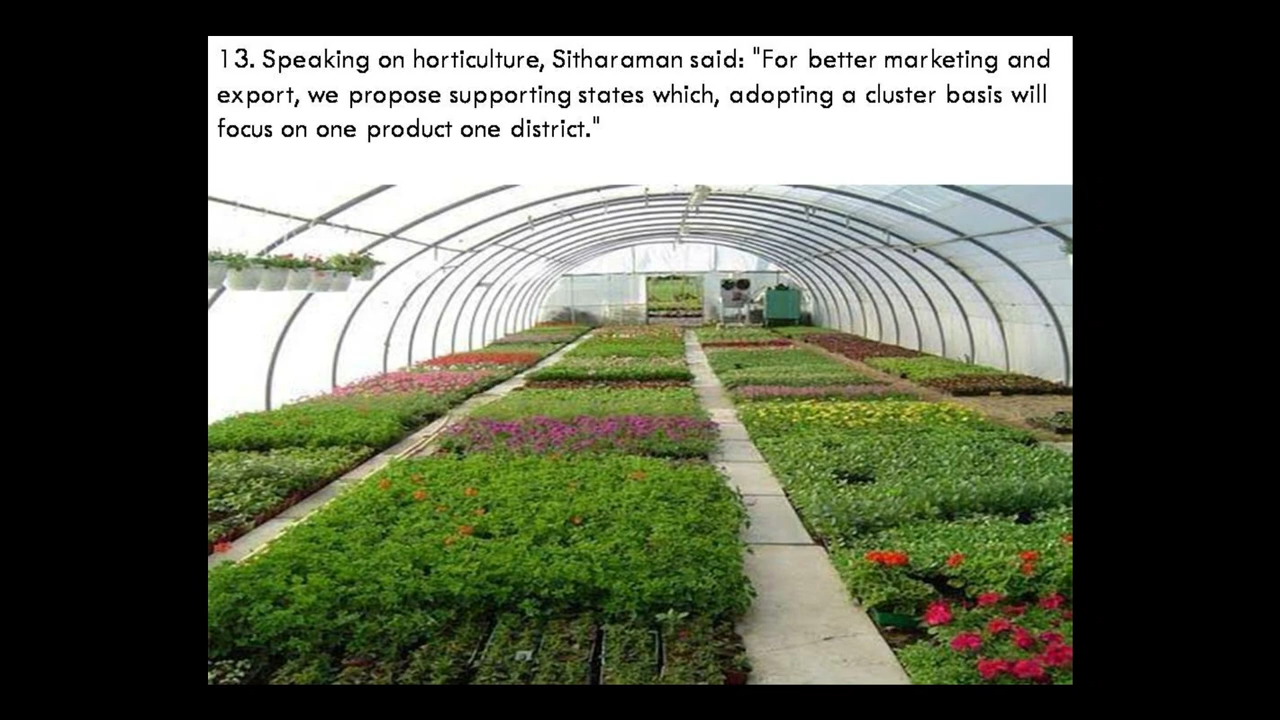 13. Speaking on horticulture, Sitharaman said: "For better marketing and
export, we propose supporting states which, adopting a cluster basis will
focus on one product one district."